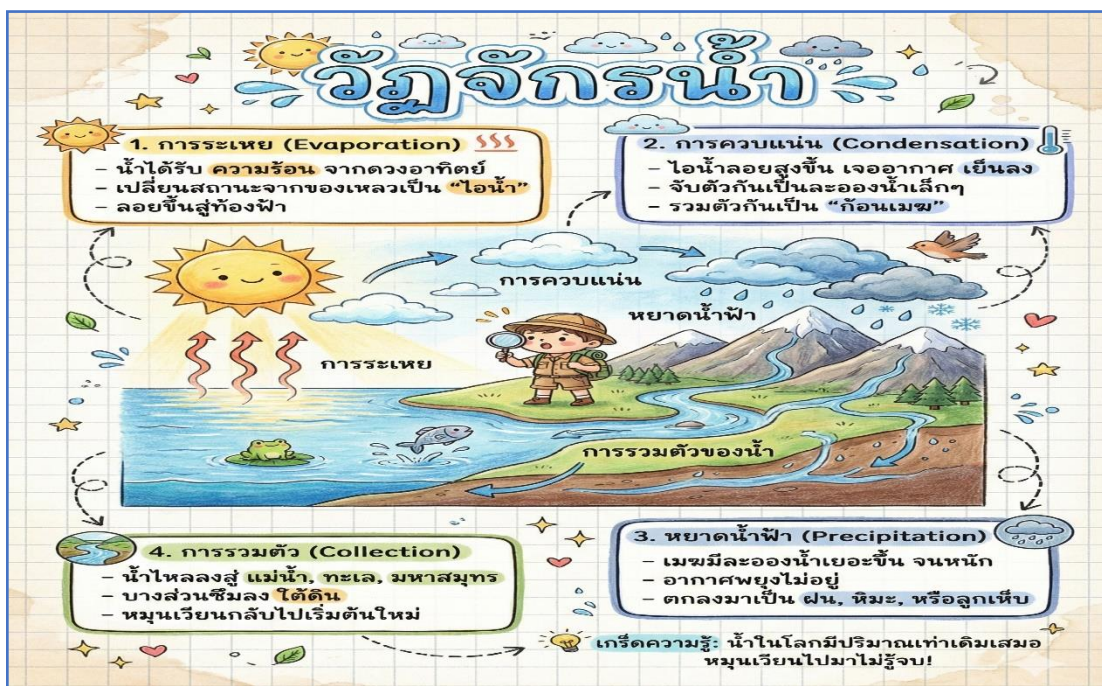 วัฏจักรน้ำ
1. การระเหย (Evaporation)
- น้ำได้รับ ความร้อน จากดวงอาทิตย์
- เปลี่ยนสถานะจากของเหลวเป็น “ไอน้ำ”
- ลอยขึ้นสู่ท้องฟ้า
2. การควบแน่น (Condensation)
- ไอน้ำลอยสูงขึ้น เจออากาศ เย็นลง
- จับตัวกันเป็นละอองน้ำเล็กๆ
- รวมตัวกันเป็น “ก้อนเมฆ”
การควบแน่น
หยาดน้ำฟ้า
การระเหย
การรวมตัวของน้ำ
3. หยาดน้ำฟ้า (Precipitation)
- เมฆมีละอองน้ำเยอะขึ้น จนหนัก
- อากาศพยุงไม่อยู่
- ตกลงมาเป็น ฝน, หิมะ, หรือลูกเห็บ
4. การรวมตัว (Collection)
- น้ำไหลลงสู่ แม่น้ำ, ทะเล, มหาสมุทร
- บางส่วนซึมลง ใต้ดิน
- หมุนเวียนกลับไปเริ่มต้นใหม่
เกร็ดความรู้: น้ำในโลกมีปริมาณเท่าเดิมเสมอ
หมุนเวียนไปมาไม่รู้จบ!